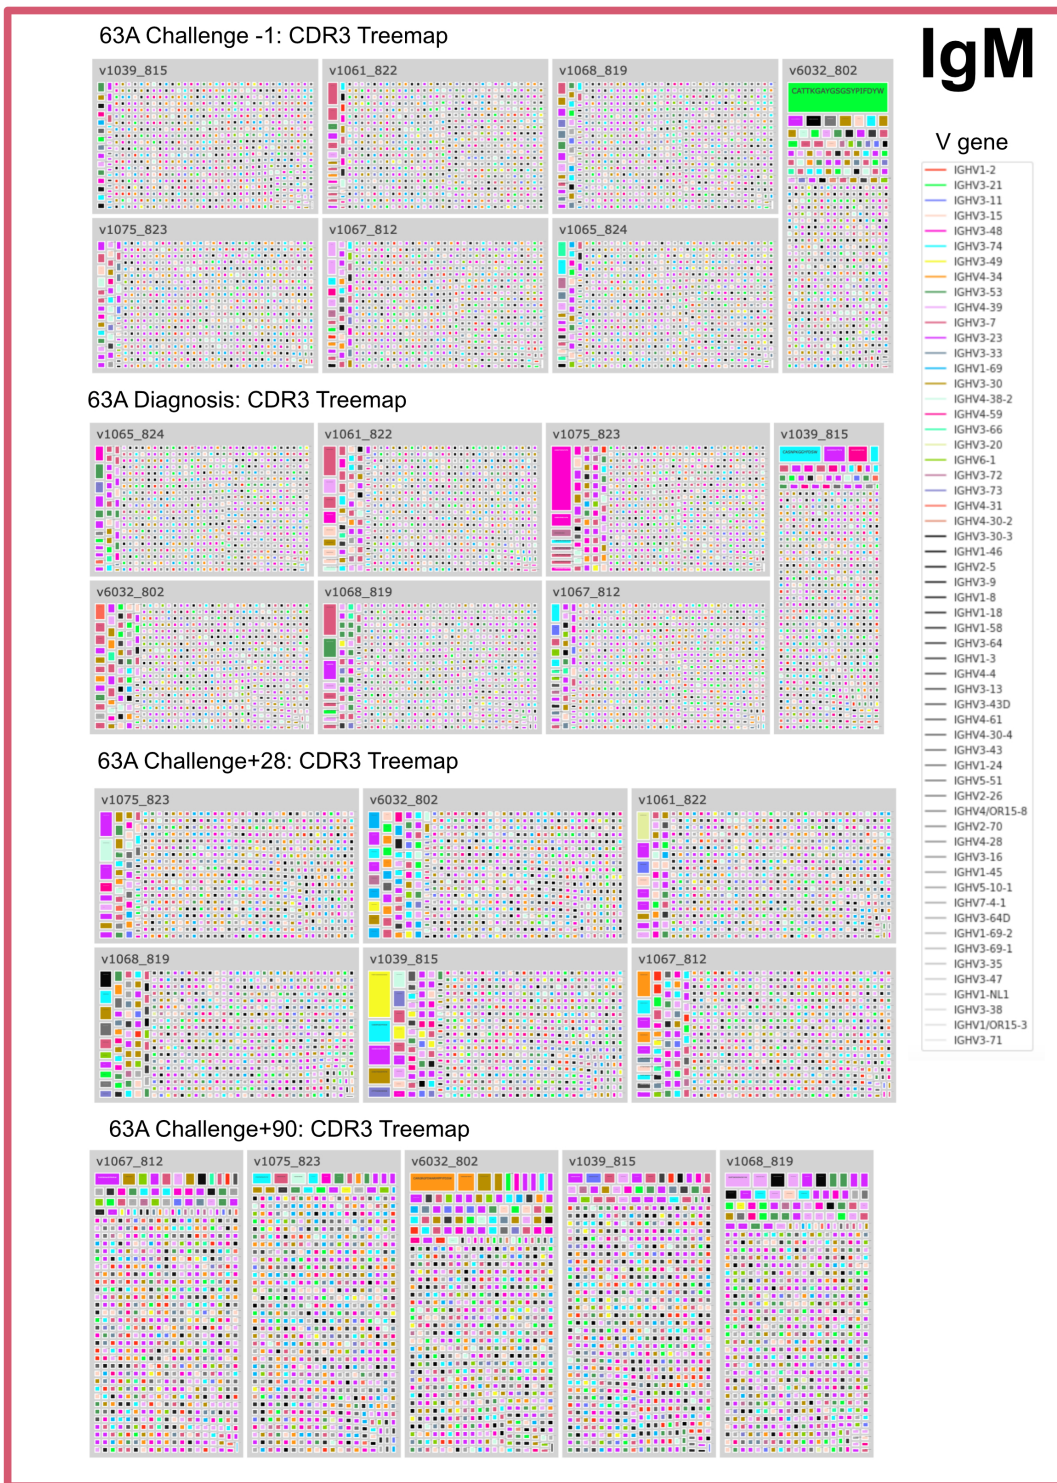 IgM
63A Challenge -1: CDR3 Treemap
v1039_815
v1061_822
v1068_819
v6032_802
CATTKGAYGSGSYPIFDYW
v1075_823
v1067_812
v1065_824
63A Diagnosis: CDR3 Treemap
v1065_824
v1061_822
v1075_823
v1039_815
v6032_802
v1068_819
v1067_812
63A Challenge+28: CDR3 Treemap
v1075_823
v6032_802
v1061_822
v1068_819
v1039_815
v1067_812
63A Challenge+90: CDR3 Treemap
v1067_812
v1075_823
v6032_802
v1039_815
v1068_819
V gene
IGHV1-2
IGHV3-21
IGHV3-11
IGHV3-15
IGHV3-48
IGHV3-74
IGHV3-49
IGHV4-34
IGHV3-53
IGHV4-39
IGHV3-7
IGHV3-23
IGHV3-33
IGHV1-69
IGHV3-30
IGHV4-38-2
IGHV4-59
IGHV3-66
IGHV3-20
IGHV6-1
IGHV3-72
IGHV3-73
IGHV4-31
IGHV4-30-2
IGHV3-30-3
IGHV1-46
IGHV2-5
IGHV3-9
IGHV1-8
IGHV1-18
IGHV1-58
IGHV3-64
IGHV1-3
IGHV4-4
IGHV3-13
IGHV3-43D
IGHV4-61
IGHV4-30-4
IGHV3-43
IGHV1-24
IGHV5-51
IGHV2-26
IGHV4/OR15-8
IGHV2-70
IGHV4-28
IGHV3-16
IGHV1-45
IGHV5-10-1
IGHV7-4-1
IGHV3-64D
IGHV1-69-2
IGHV3-69-1
IGHV3-35
IGHV3-47
IGHV1-NL1
IGHV3-38
IGHV1/OR15-3
IGHV3-71